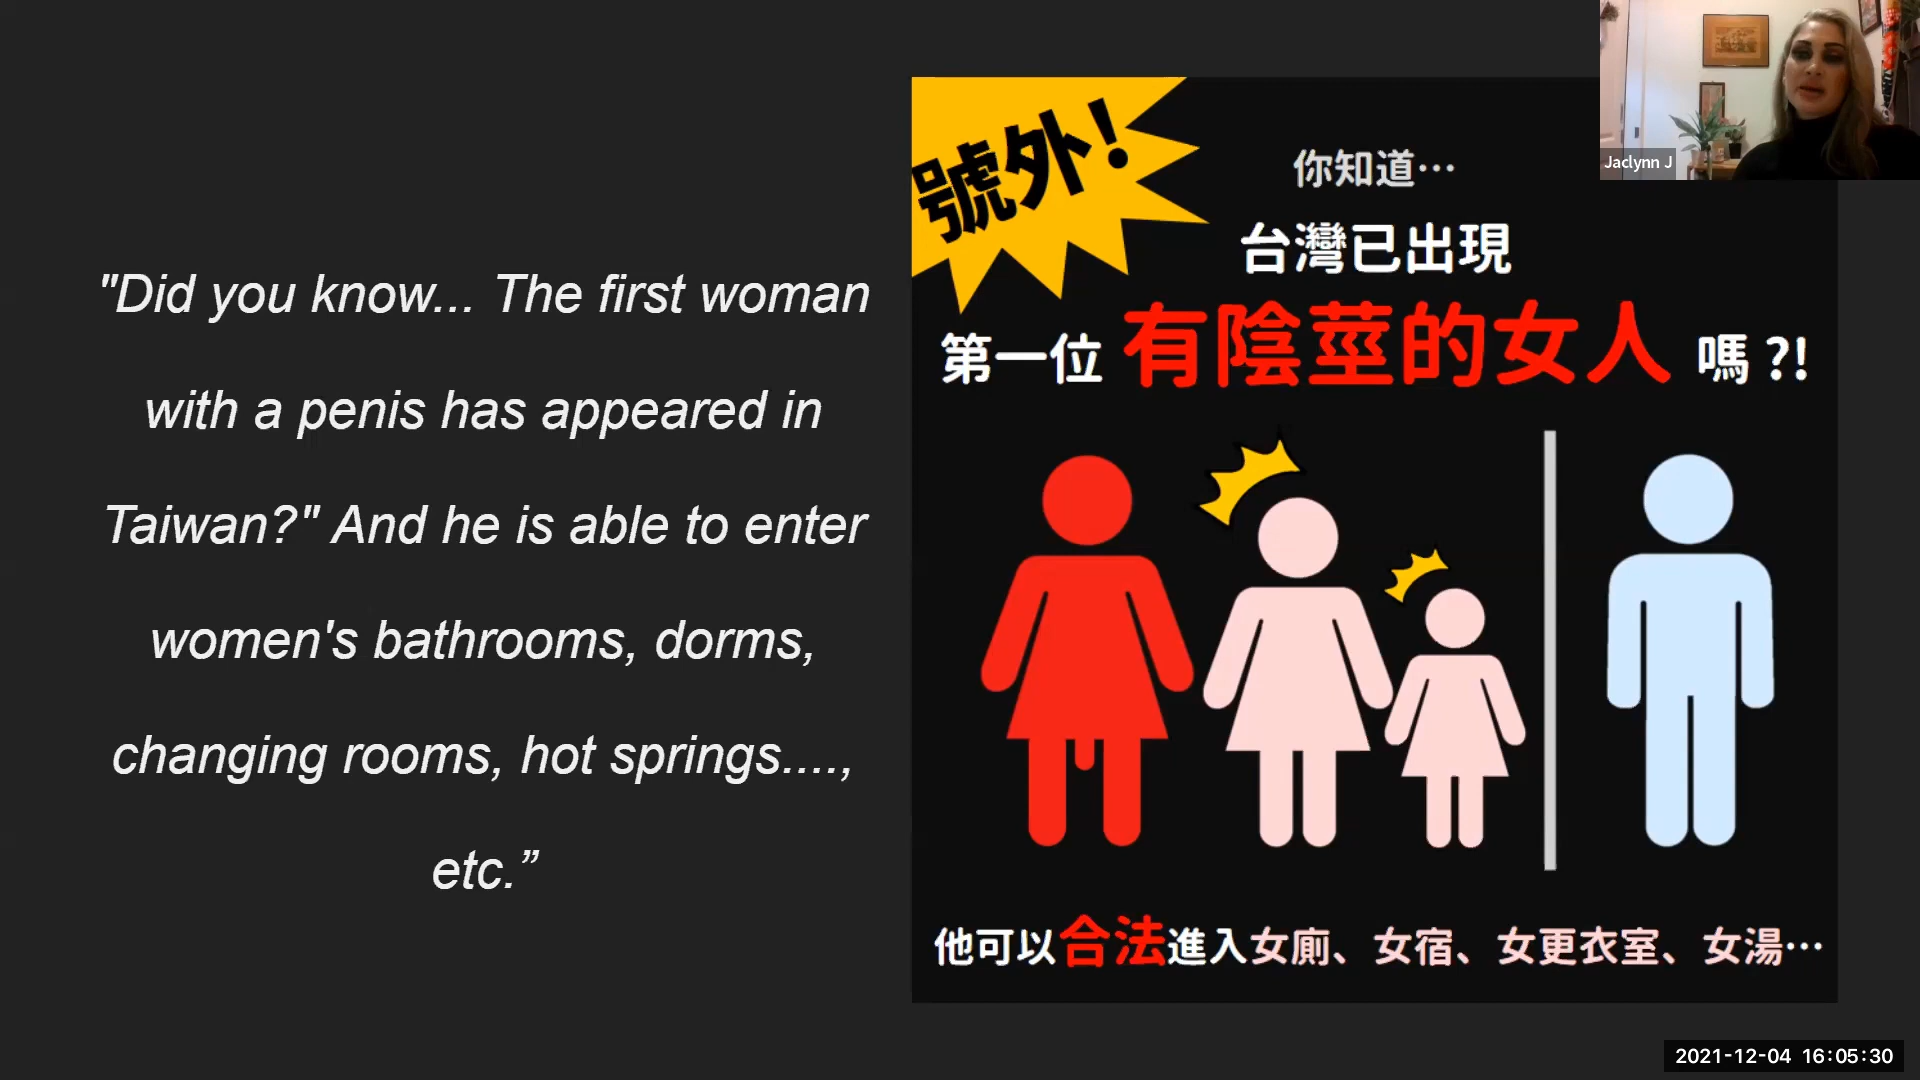 "Did you know... The first woman
with a penis has appeared in
Taiwan?" And he is able to enter
women's bathrooms, dorms,
changing rooms, hot springs....,
etc.”
號外!
你知道…
台灣已出現
第一位 有陰莖的女人 嗎?!
他可以合法進入女廁、女宿、女更衣室、女湯…
Jaclynn J
2021-12-04 16:05:30